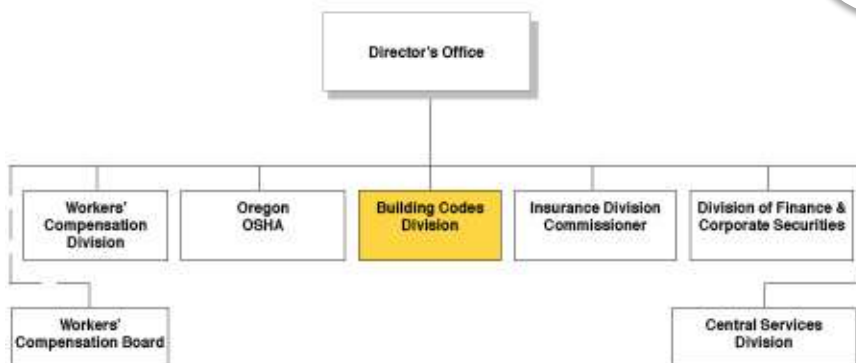 Director's Office
Workers'
Compensation
Division
Oregon
OSHA
Building Codes
Division
Insurance Division
Commissioner
Division of Finance &
Corporate Securities
Workers'
Compensation Board
Central Services
Division